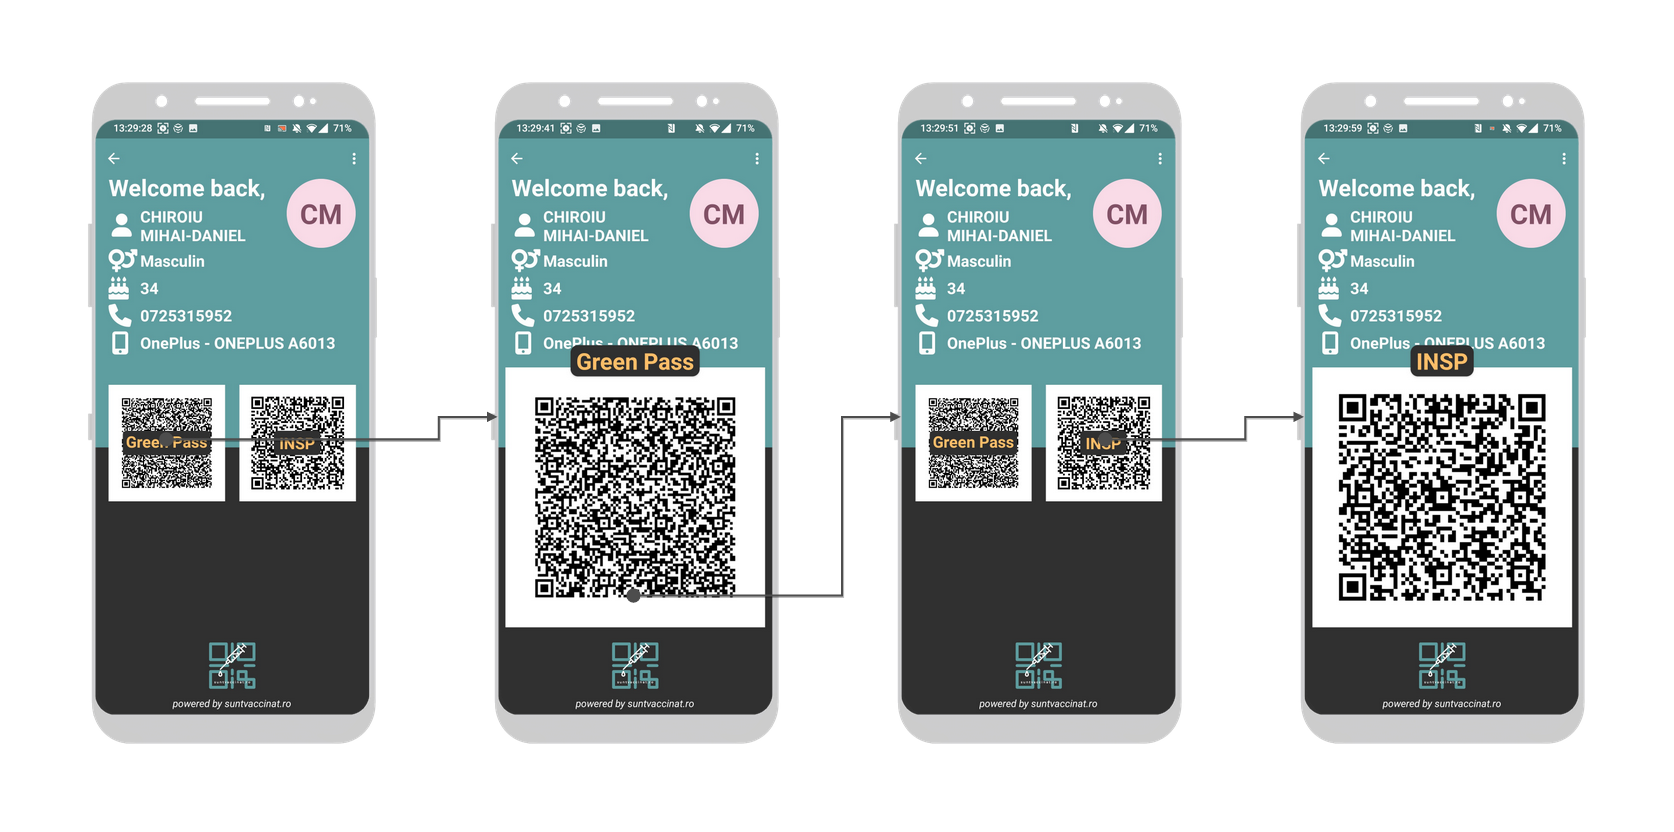 13:29:28 71%
Welcome back,
CM
CHIROIU
MIHAI-DANIEL
Masculin
34
0725315952
OnePlus - ONEPLUS A6013
Green Pass
INSP
powered by suntvaccinat.ro
13:29:41 71%
Welcome back,
CM
CHIROIU
MIHAI-DANIEL
Masculin
34
0725315952
OnePlus - ONEPLUS A6013
Green Pass
powered by suntvaccinat.ro
13:29:51 71%
Welcome back,
CM
CHIROIU
MIHAI-DANIEL
Masculin
34
0725315952
OnePlus - ONEPLUS A6013
Green Pass
INSP
powered by suntvaccinat.ro
13:29:59 71%
Welcome back,
CM
CHIROIU
MIHAI-DANIEL
Masculin
34
0725315952
OnePlus - ONEPLUS A6013
INSP
powered by suntvaccinat.ro